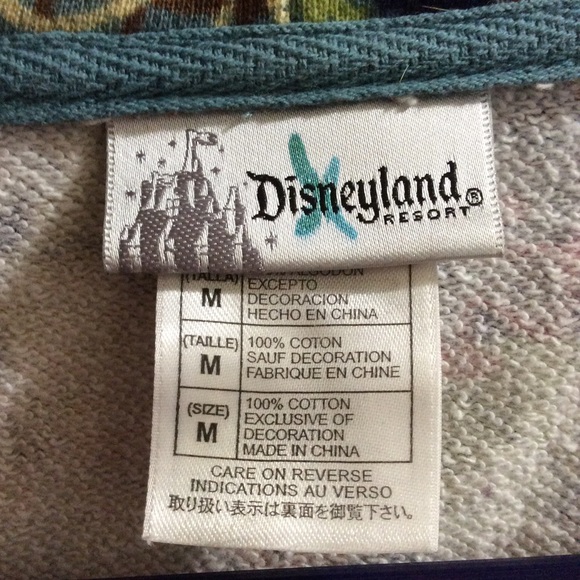 Disneyland®
RESORT
(TALLA) M
ALGODON
EXCEPTO
DECORACION
HECHO EN CHINA
(TAILLE) M
100% COTON
SAUF DECORATION
FABRIQUE EN CHINE
(SIZE) M
100% COTTON
EXCLUSIVE OF
DECORATION
MADE IN CHINA
CARE ON REVERSE
INDICATIONS AU VERSO
取り扱い表示は裏面を御覧下さい。